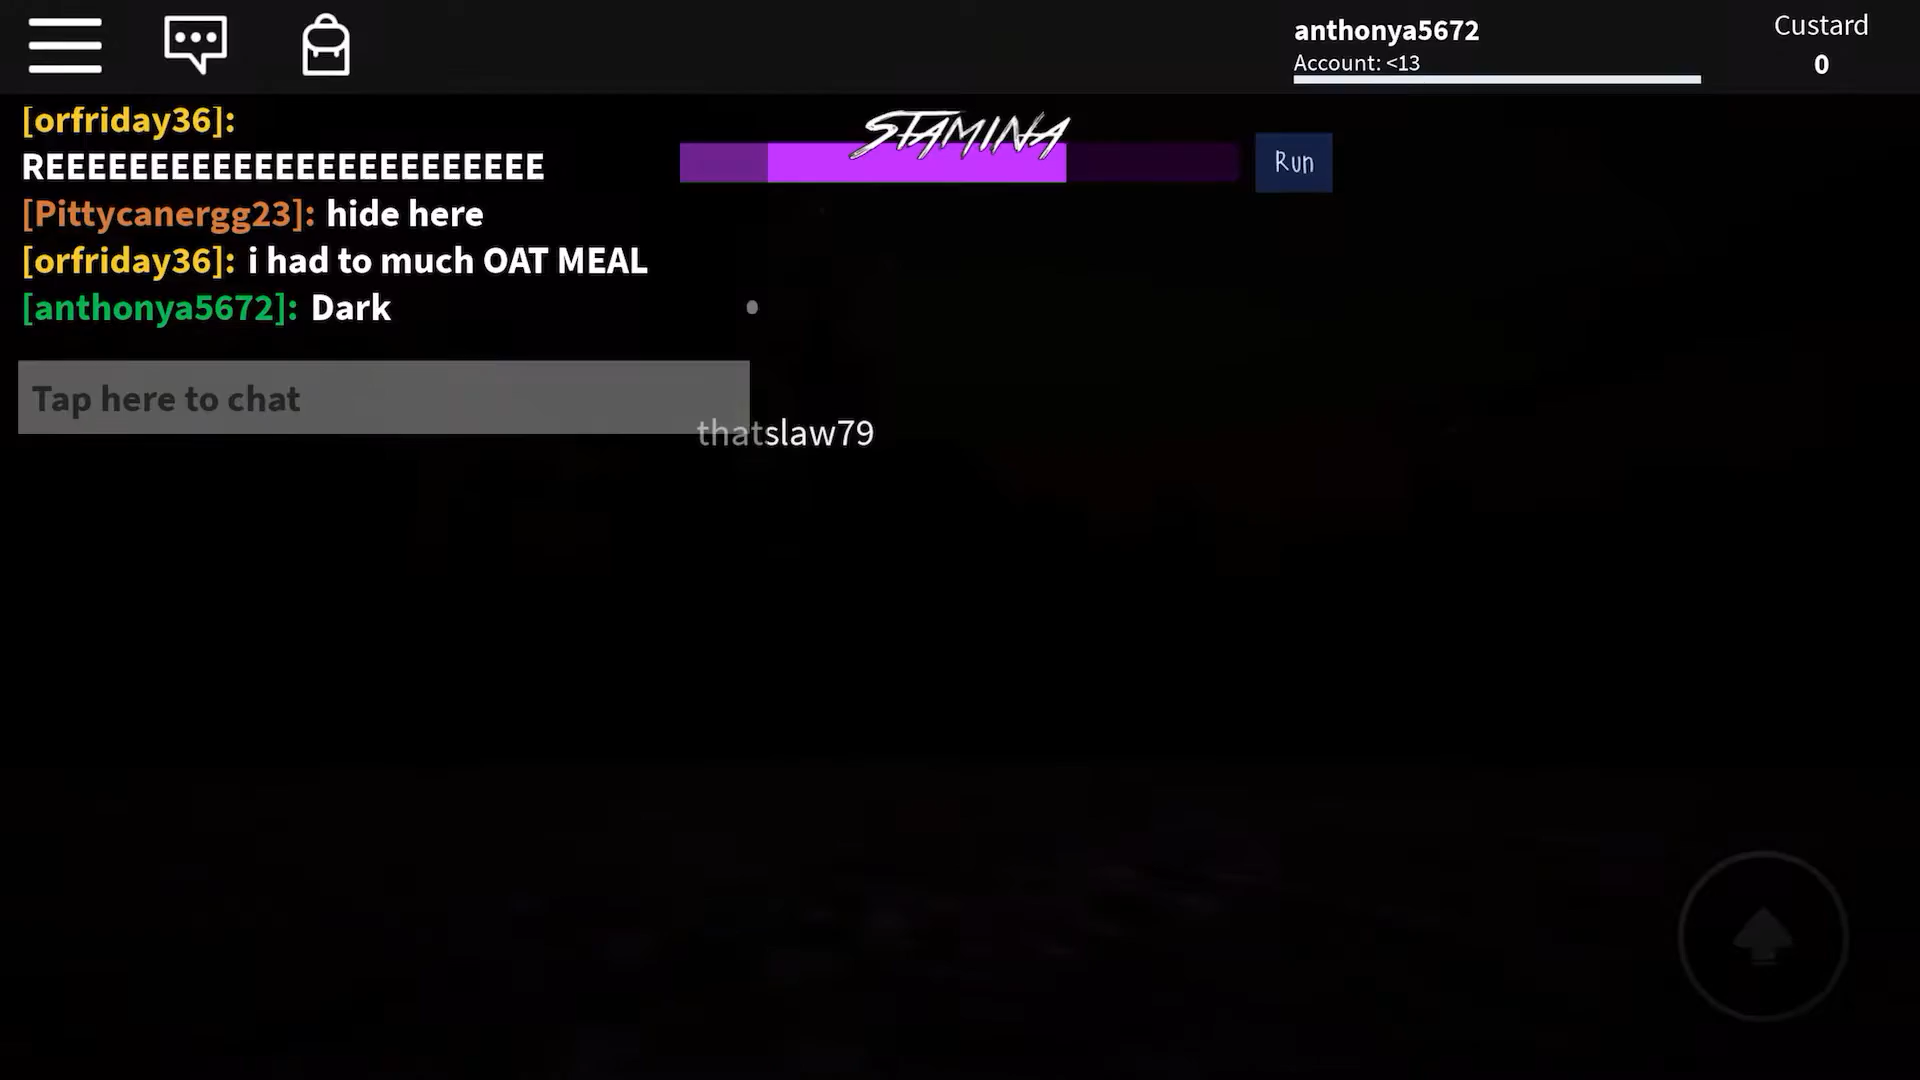 anthonya5672
Account: <13
Custard
0
[orfriday36]:
REEEEEEEEEEEEEEEEEEEEEEEE
[Pittycanergg23]: hide here
[orfriday36]: i had to much OAT MEAL
[anthonya5672]: Dark
STAMINA
Run
Tap here to chat
thatslaw79